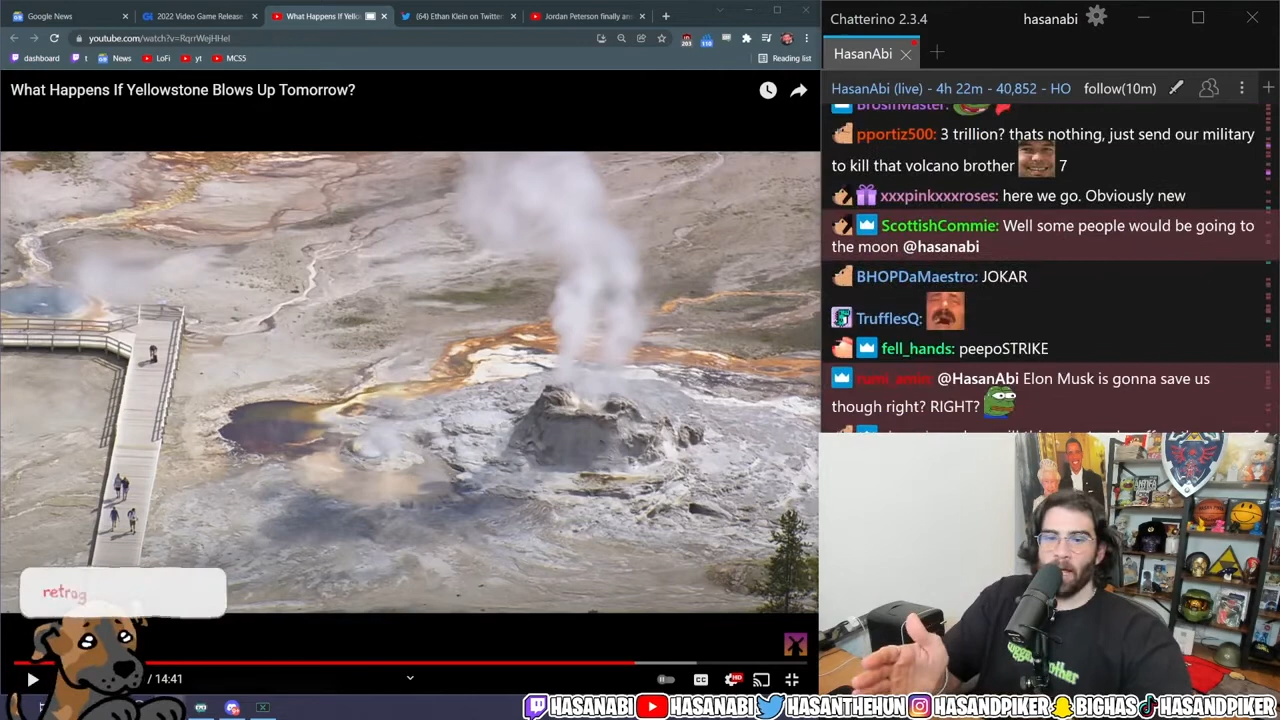 Google News
2022 Video Game Release
What Happens If Yello
(64) Ethan Klein on Twitter
Jordan Peterson finally an
youtube.com/watch?v=RqrrWejHHeI
dashboard
t
News
LoFi
yt
MCS5
Reading list
What Happens If Yellowstone Blows Up Tomorrow?
retrog
/ 14:41
CC
HD
Chatterino 2.3.4
hasanabi
HasanAbi
HasanAbi (live) - 4h 22m - 40,852 - HO
follow(10m)
BrosinMaster:
pportiz500: 3 trillion? thats nothing, just send our military
to kill that volcano brother 7
xxxpinkxxxroses: here we go. Obviously new
ScottishCommie: Well some people would be going to
the moon @hasanabi
BHOPDaMaestro: JOKAR
TrufflesQ:
fell_hands: peepoSTRIKE
@HasanAbi Elon Musk is gonna save us
though right? RIGHT?
HASANABI HASANABI HASANTHEHUN HASANDPIKER BIGHAS HASANDPIKER